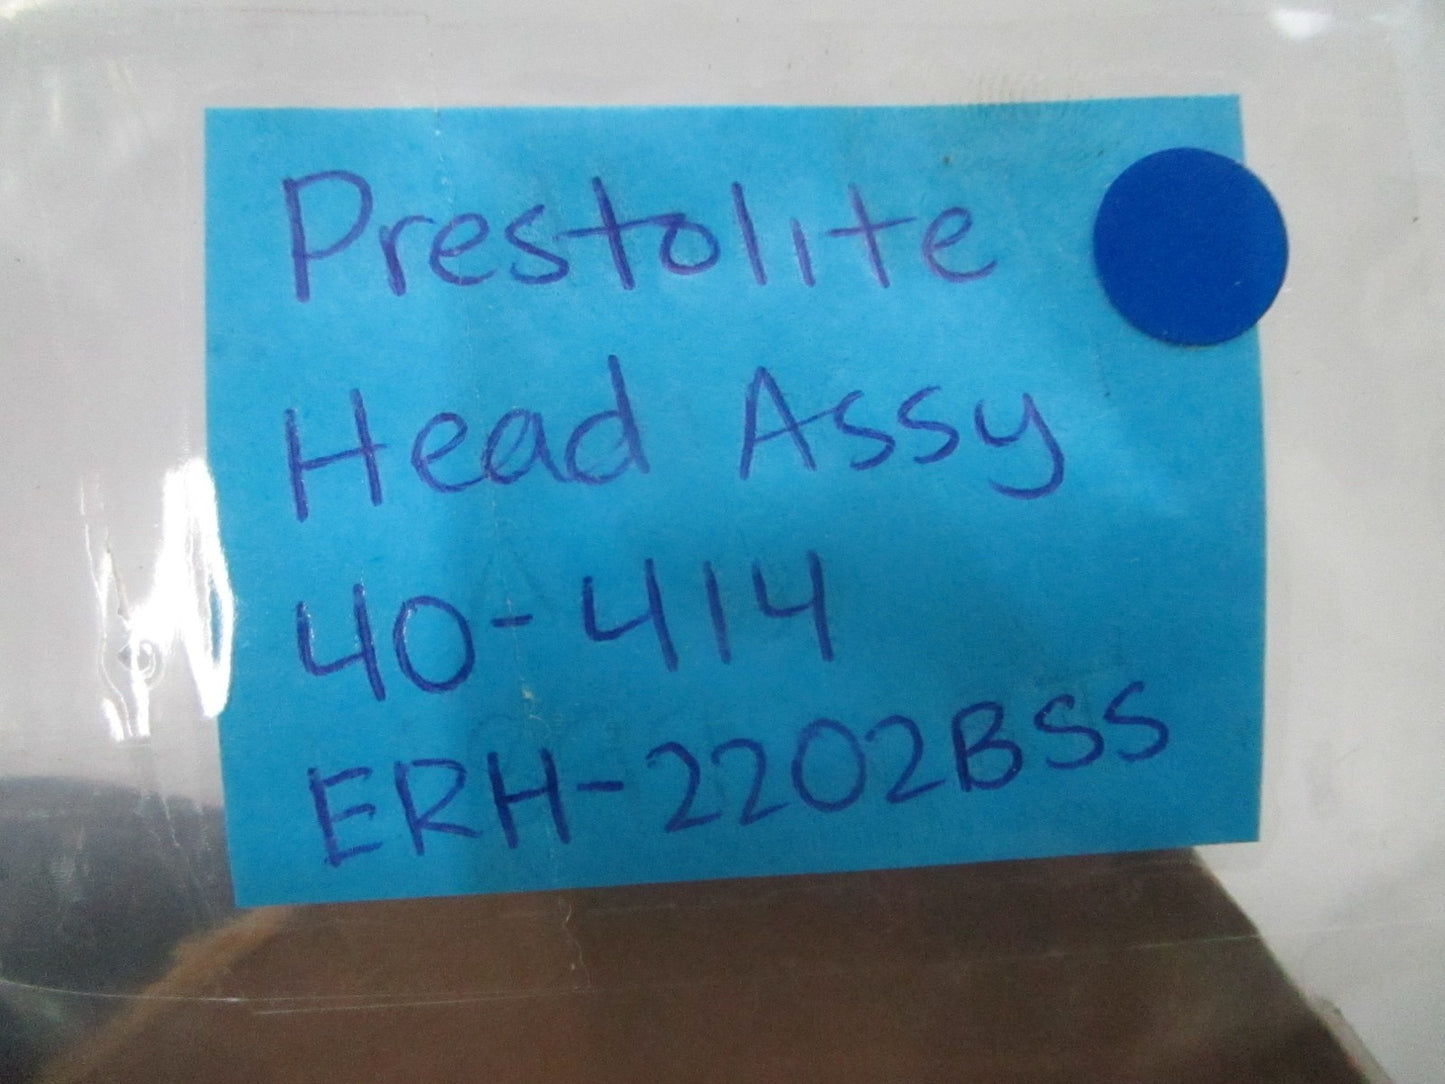 Prestolite
Head Assy
40-414
ERH-2202BSS